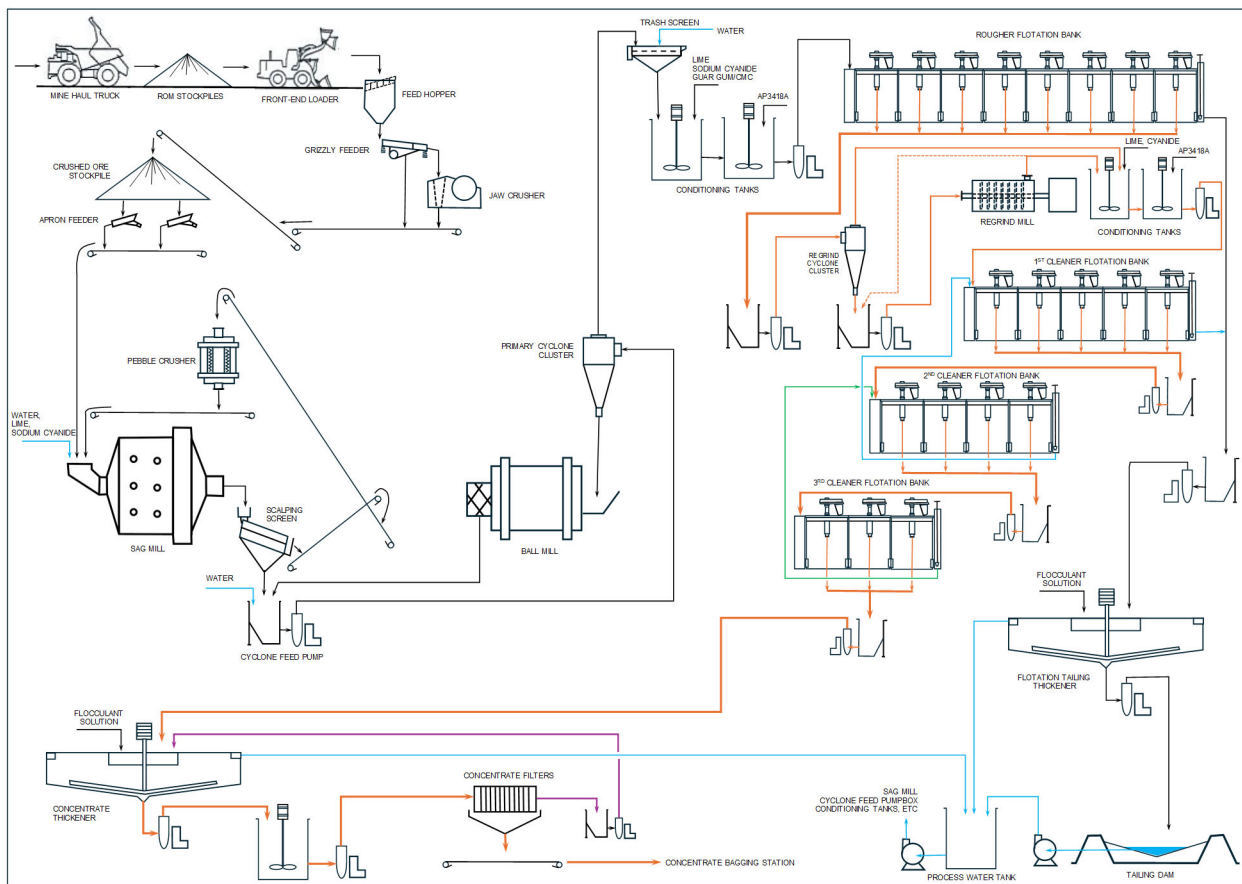 TRASH SCREEN
WATER
ROUGHER FLOTATION BANK
LIME
SODIUM CYANIDE
GUAR GUM/CMC
AP3418A
MINE HAUL TRUCK
ROM STOCKPILES
FRONT-END LOADER
FEED HOPPER
GRIZZLY FEEDER
JAW CRUSHER
CRUSHED ORE
STOCKPILE
APRON FEEDER
CONDITIONING TANKS
LIME, CYANIDE
AP3418A
REGRIND MILL
CONDITIONING TANKS
REGRIND
CYCLONE
CLUSTER
1ST CLEANER FLOTATION BANK
PEBBLE CRUSHER
PRIMARY CYCLONE
CLUSTER
2ND CLEANER FLOTATION BANK
WATER,
LIME,
SODIUM CYANIDE
SAG MILL
SCALPING
SCREEN
BALL MILL
3RD CLEANER FLOTATION BANK
WATER
CYCLONE FEED PUMP
FLOCCULANT
SOLUTION
FLOTATION TAILING
THICKENER
FLOCCULANT
SOLUTION
CONCENTRATE
THICKENER
CONCENTRATE FILTERS
CONCENTRATE BAGGING STATION
SAG MILL
CYCLONE FEED PUMPBOX
CONDITIONING TANKS, ETC
PROCESS WATER TANK
TAILING DAM